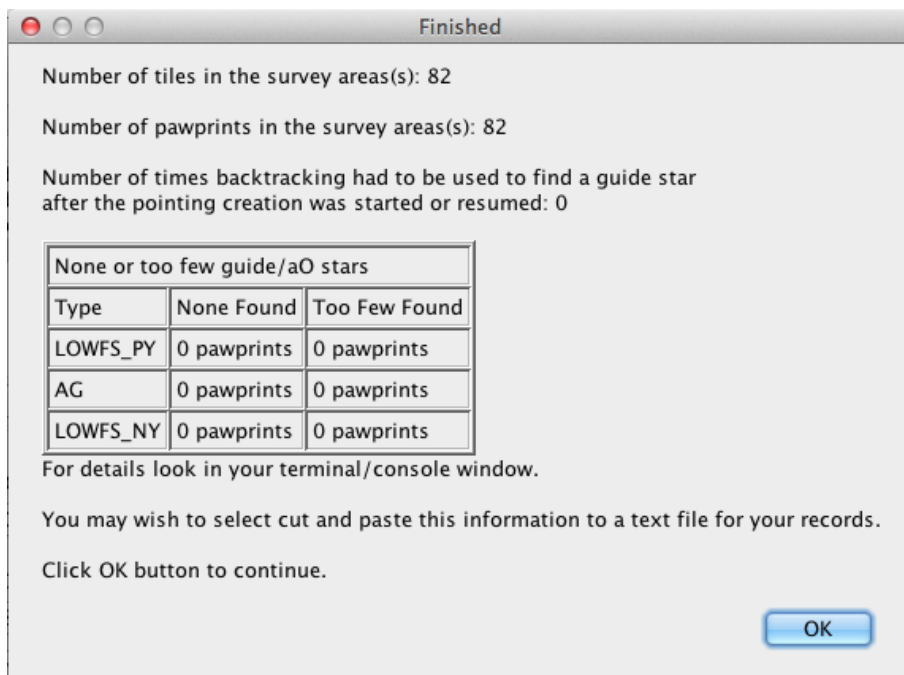 Finished
Number of tiles in the survey areas(s): 82
Number of pawprints in the survey areas(s): 82
Number of times backtracking had to be used to find a guide star
after the pointing creation was started or resumed: 0
None or too few guide/aO stars
Type None Found Too Few Found
LOWFS_PY 0 pawprints 0 pawprints
AG 0 pawprints 0 pawprints
LOWFS_NY 0 pawprints 0 pawprints
For details look in your terminal/console window.
You may wish to select cut and paste this information to a text file for your records.
Click OK button to continue.
OK